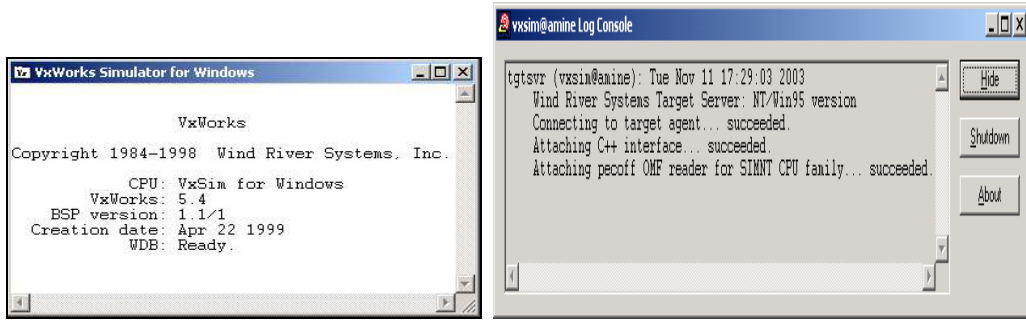 VxWorks Simulator for Windows
VxWorks
Copyright 1984-1998 Wind River Systems, Inc.
CPU: VxSim for Windows
VxWorks: 5.4
BSP version: 1.1/1
Creation date: Apr 22 1999
WDB: Ready.
vxsim@amine Log Console
tgtsvr (vxsim@amine): Tue Nov 11 17:29:03 2003
Wind River Systems Target Server: NT/Win95 version
Connecting to target agent... succeeded.
Attaching C++ interface... succeeded.
Attaching pecoff OMF reader for SIMNT CPU family... succeeded.
Hide
Shutdown
About